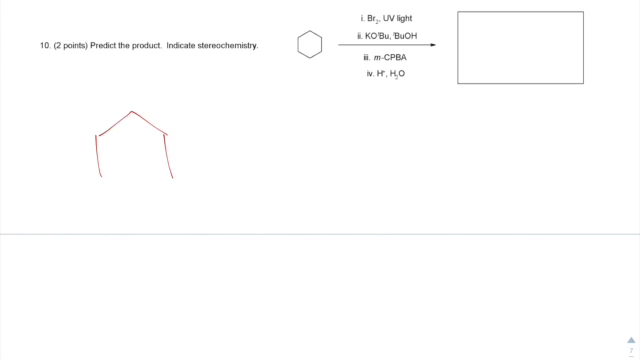 10. (2 points) Predict the product. Indicate stereochemistry.
i. Br₂, UV light
ii. KOᵗBu, ᵗBuOH
iii. m-CPBA
iv. H⁺, H₂O
7